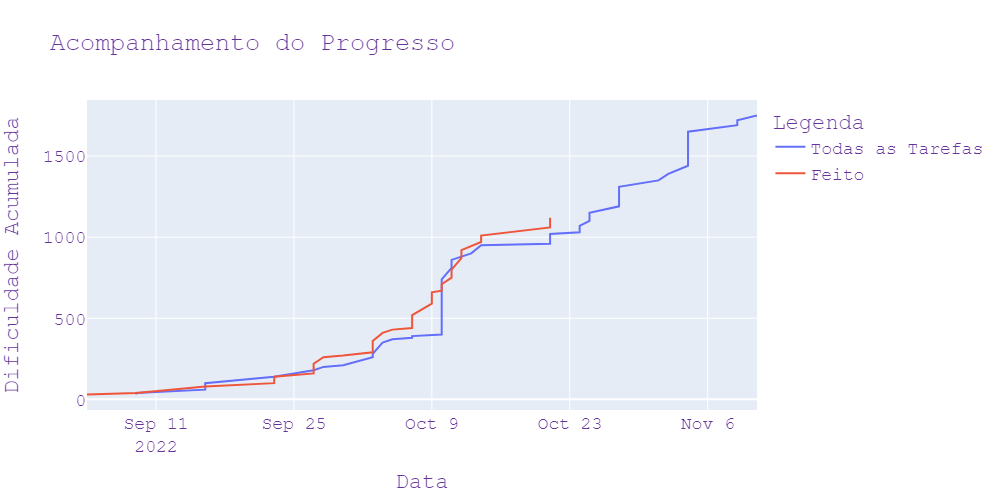 Acompanhamento do Progresso
Dificuldade Acumulada
1500
1000
500
0
Sep 11
2022
Sep 25
Oct 9
Oct 23
Nov 6
Data
Legenda
Todas as Tarefas
Feito